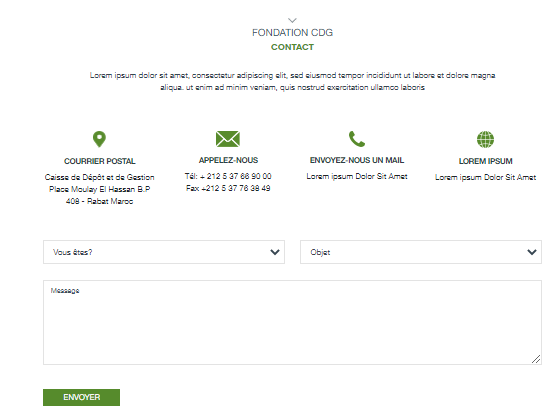 FONDATION CDG
CONTACT
Lorem ipsum dolor sit amet, consectetur adipiscing elit, sed eiusmod tempor incididunt ut labore et dolore magna
aliqua. ut enim ad minim veniam, quis nostrud exercitation ullamco laboris
COURRIER POSTAL
Caisse de Dépôt et de Gestion
Place Moulay El Hassan B.P
408 - Rabat Maroc
APPELEZ-NOUS
Tél: + 212 5 37 66 90 00
Fax +212 5 37 76 38 49
ENVOYEZ-NOUS UN MAIL
Lorem ipsum Dolor Sit Amet
LOREM IPSUM
Lorem ipsum Dolor Sit Amet
Vous êtes?
Objet
Message
ENVOYER